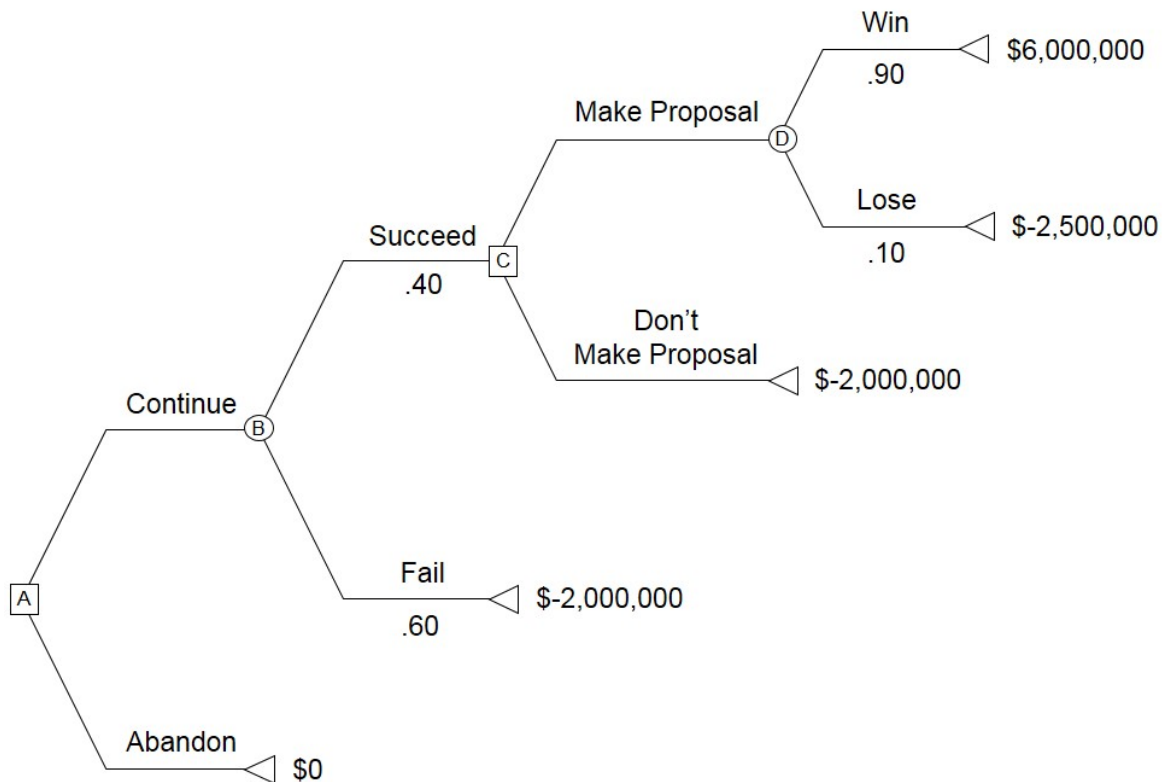 Win
$6,000,000
.90
Make Proposal
D
Lose
$-2,500,000
.10
Succeed
C
.40
Don’t
Make Proposal
$-2,000,000
Continue
B
Fail
$-2,000,000
.60
A
Abandon
$0